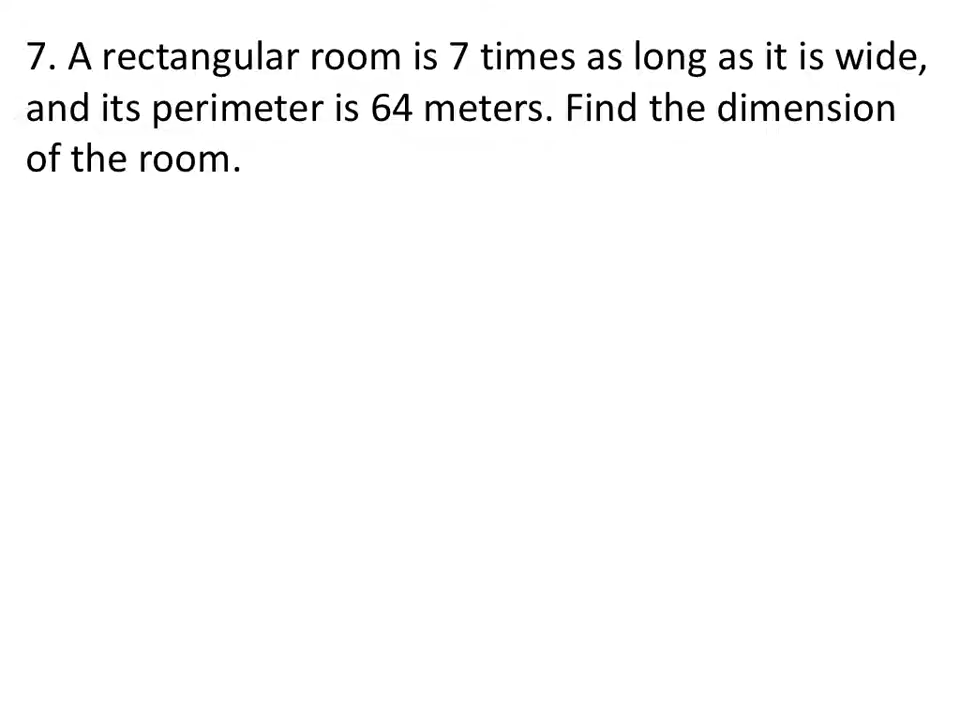 7. A rectangular room is 7 times as long as it is wide,
and its perimeter is 64 meters. Find the dimension
of the room.